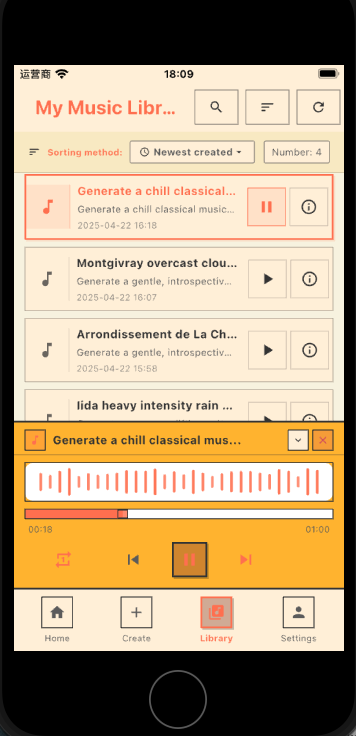 运营商 18:09
My Music Libr...
Sorting method: Newest created Number: 4
Generate a chill classical...
Generate a chill classical music...
2025-04-22 16:18
Montgivray overcast clou...
Generate a gentle, introspectiv...
2025-04-22 16:07
Arrondissement de La Ch...
Generate a gentle, introspectiv...
2025-04-22 15:58
Iida heavy intensity rain ...
Generate a chill classical mus...
00:18 01:00
Home Create Library Settings